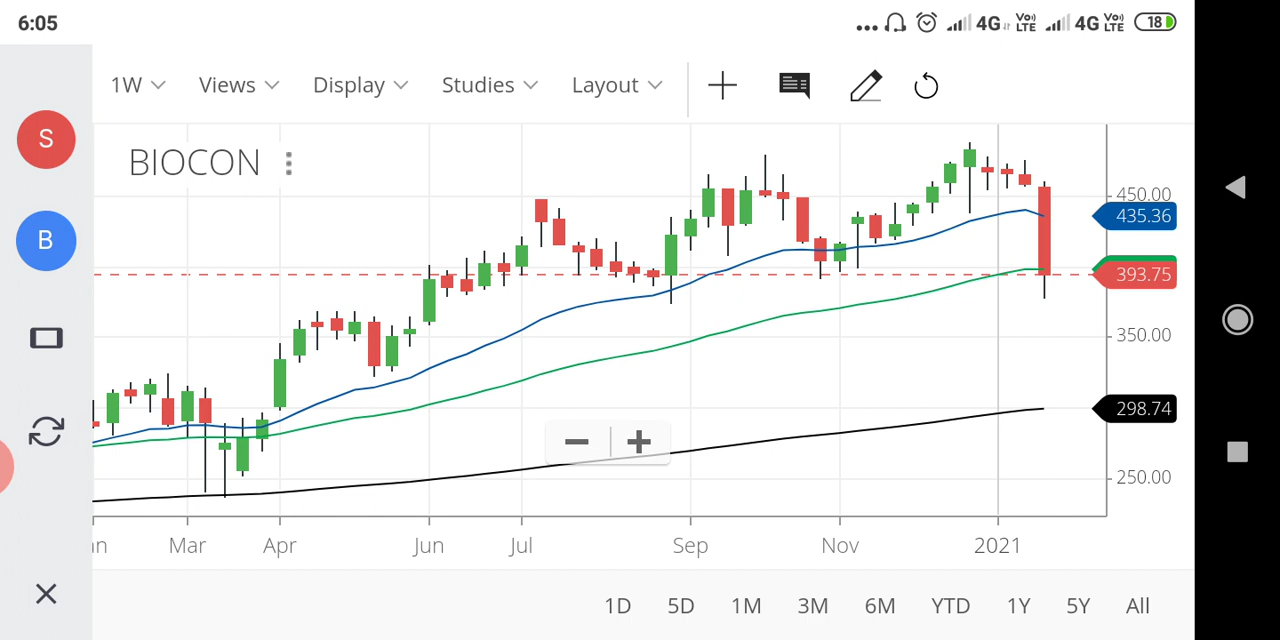 6:05
4G Vo) LTE 4G Vo) LTE 18
1W Views Display Studies Layout
S
BIOCON
B
450.00
435.36
393.75
350.00
298.74
250.00
an Mar Apr Jun Jul Sep Nov 2021
1D 5D 1M 3M 6M YTD 1Y 5Y All